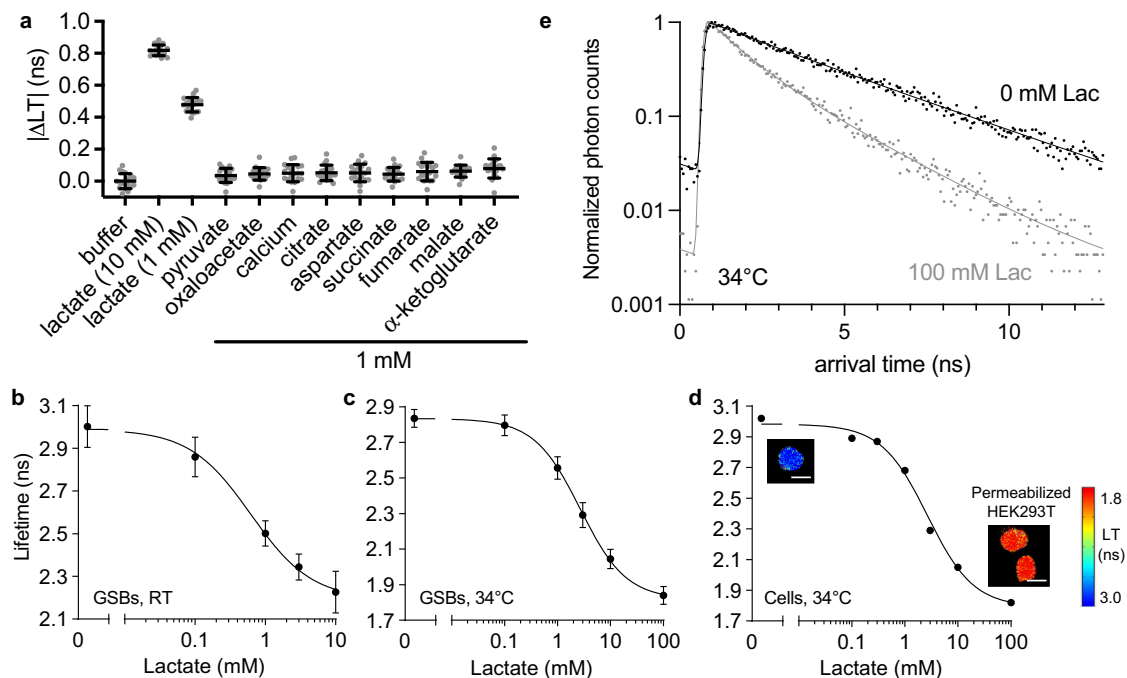 a
|ΔLT| (ns)
1.0
0.8
0.6
0.4
0.2
0.0
buffer
lactate (10 mM)
lactate (1 mM)
pyruvate
oxaloacetate
calcium
citrate
aspartate
succinate
fumarate
malate
α-ketoglutarate
1 mM
e
Normalized photon counts
1
0.1
0.01
0.001
0 mM Lac
100 mM Lac
34°C
0 5 10
arrival time (ns)
b
Lifetime (ns)
3.1
2.9
2.7
2.5
2.3
2.1
GSBs, RT
0 0.1 1 10
Lactate (mM)
c
2.9
2.7
2.5
2.3
2.1
1.9
1.7
GSBs, 34°C
0 0.1 1 10 100
Lactate (mM)
d
3.1
2.9
2.7
2.5
2.3
2.1
1.9
1.7
Permeabilized
HEK293T
1.8
LT
(ns)
3.0
Cells, 34°C
0 0.1 1 10 100
Lactate (mM)